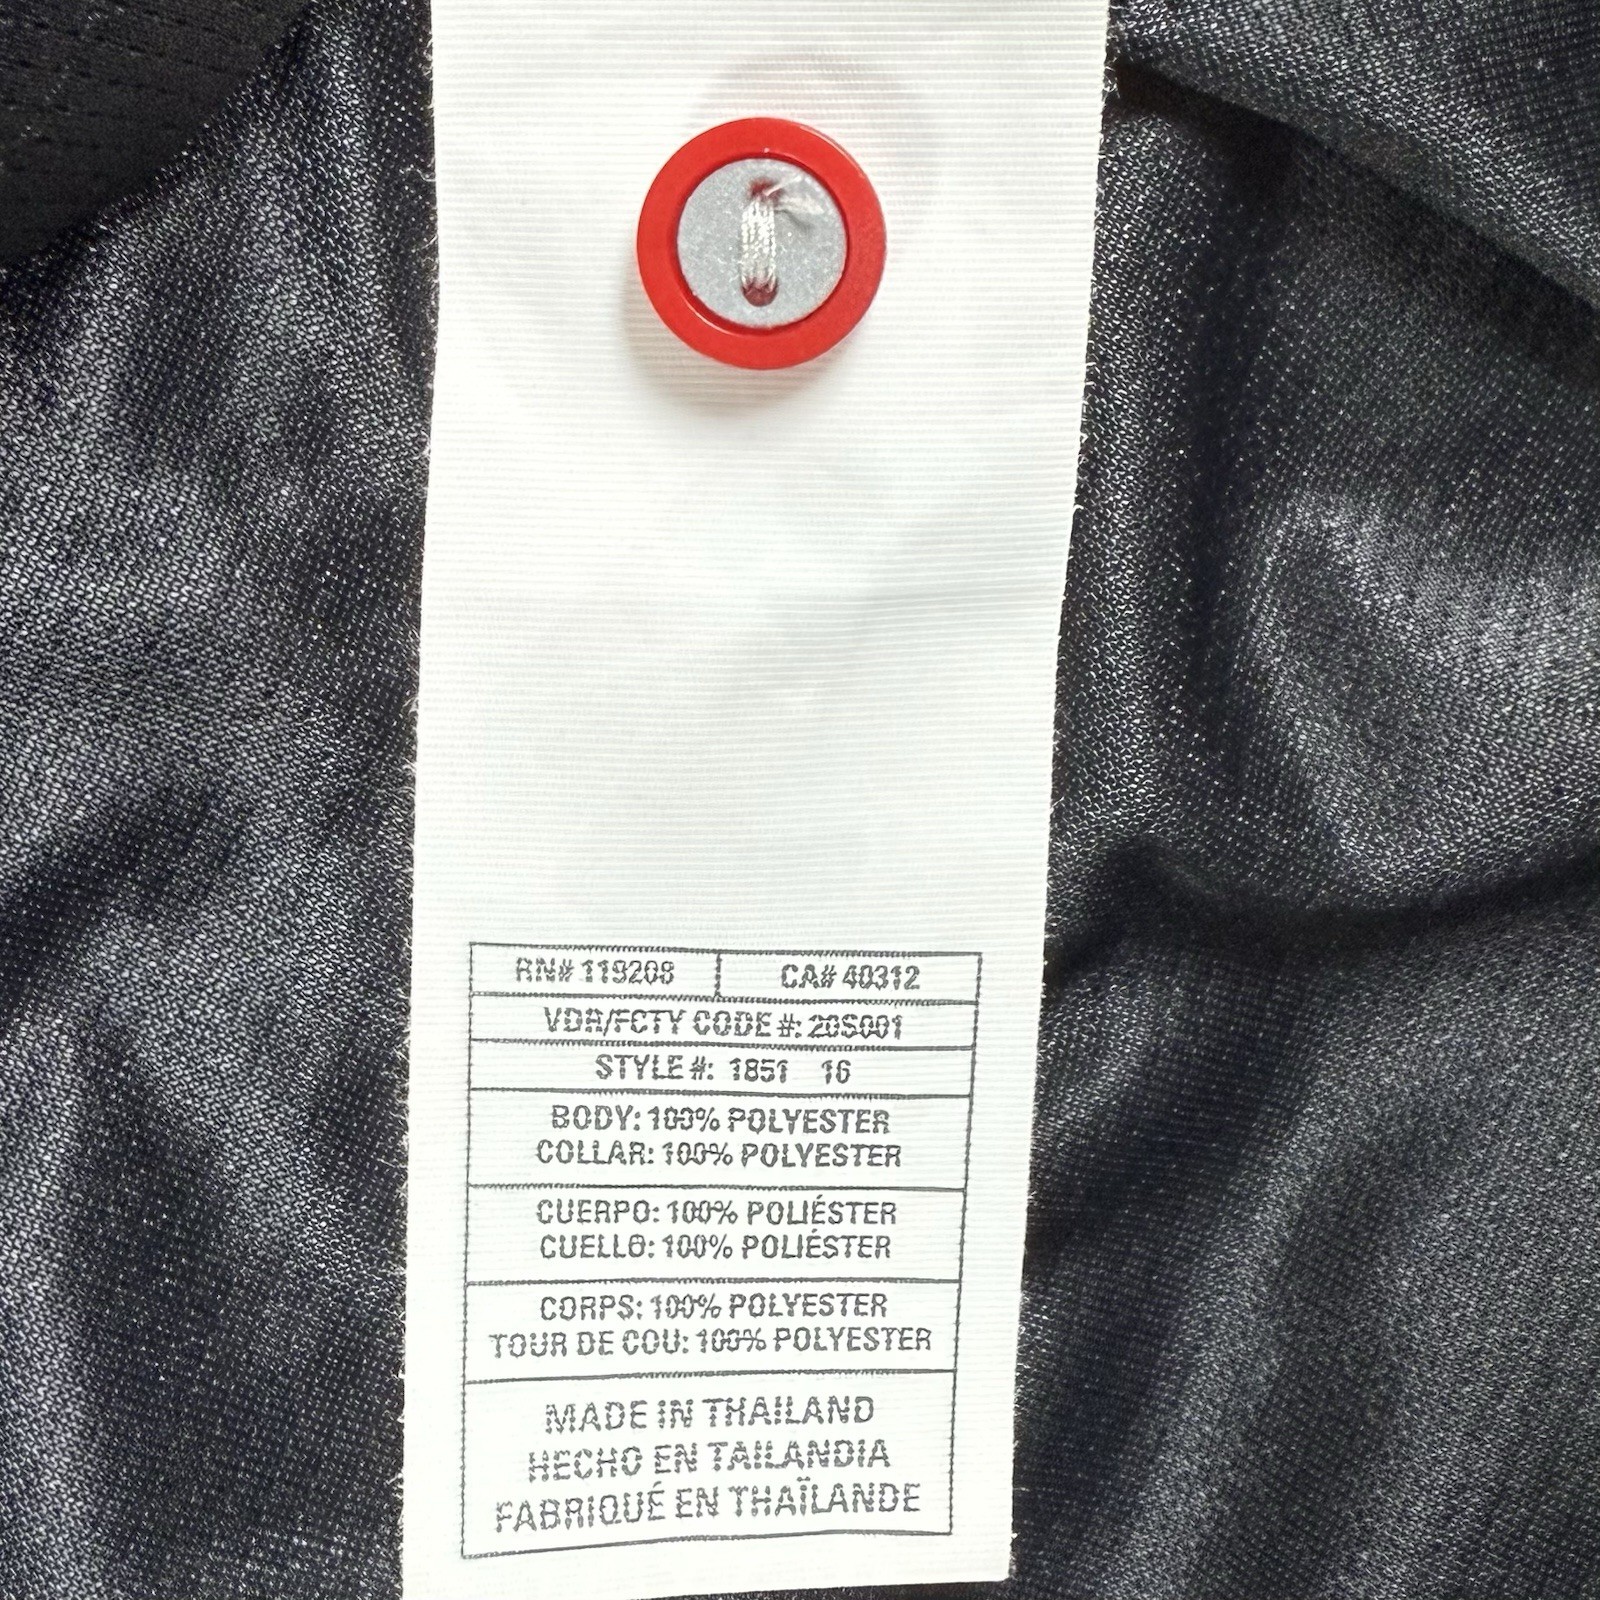 RN# 119208 CA# 40312
VDR/FCTY CODE #: 20S001
STYLE #: 1851 16
BODY: 100% POLYESTER
COLLAR: 100% POLYESTER
CUERPO: 100% POLIÉSTER
CUELLO: 100% POLIÉSTER
CORPS: 100% POLYESTER
TOUR DE COU: 100% POLYESTER
MADE IN THAILAND
HECHO EN TAILANDIA
FABRIQUÉ EN THAÏLANDE